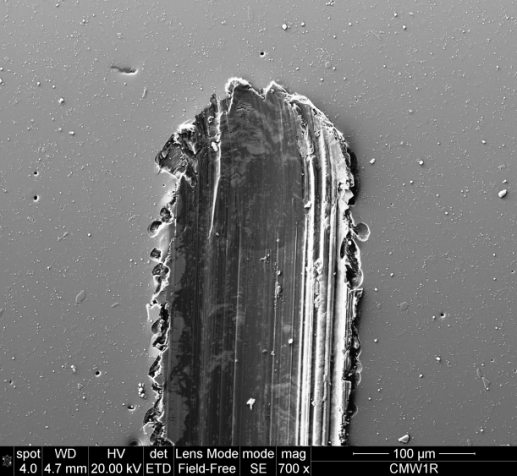 spot WD HV det Lens Mode mode mag 100 µm
4.0 4.7 mm 20.00 kV ETD Field-Free SE 700 x CMW1R